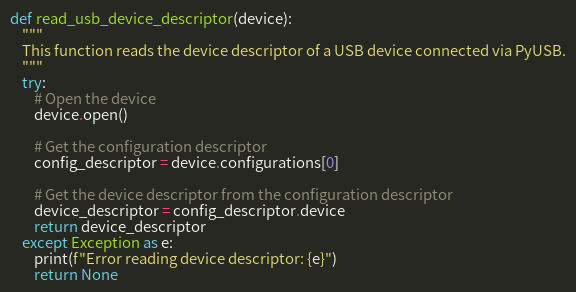 def read_usb_device_descriptor(device):
    """
    This function reads the device descriptor of a USB device connected via PyUSB.
    """
    try:
        # Open the device
        device.open()

        # Get the configuration descriptor
        config_descriptor = device.configurations[0]

        # Get the device descriptor from the configuration descriptor
        device_descriptor = config_descriptor.device
        return device_descriptor
    except Exception as e:
        print(f"Error reading device descriptor: {e}")
        return None